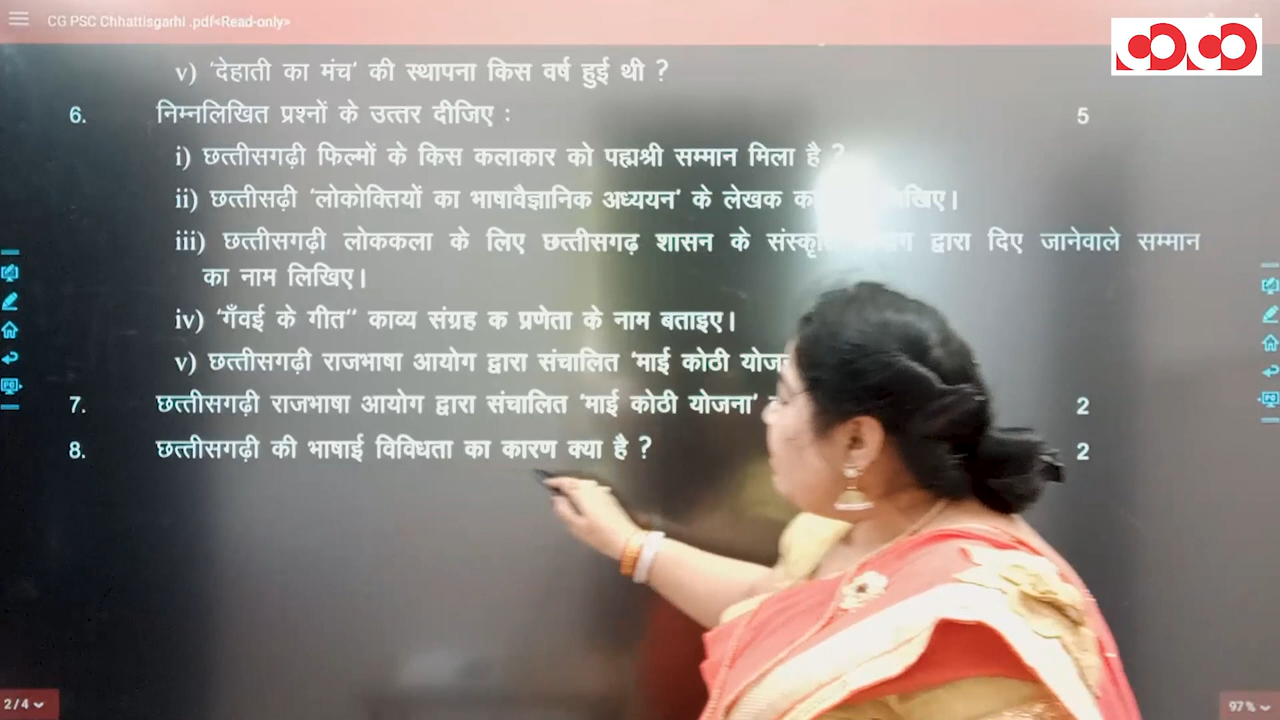 CG PSC Chhattisgarhi .pdf<Read-only>
v) 'देहाती का मंच' की स्थापना किस वर्ष हुई थी ?
6. निम्नलिखित प्रश्नों के उत्तर दीजिए : 5
i) छत्तीसगढ़ी फिल्मों के किस कलाकार को पह्मश्री सम्मान मिला है ?
ii) छत्तीसढ़ी 'लोकोक्तियों का भाषावैज्ञानिक अध्ययन' के लेखक
iii) छत्तीसगढ़ी लोककला के लिए छत्तीसगढ़ शासन के द्वारा दिए जानेवाले सम्मान
का नाम लिखिए।
iv) 'गँवई के गीत'' काव्य संग्रह क प्रणेता के नाम बताइए।
v) छत्तीसगढ़ी राजभाषा आयोग द्वारा संचालित 'माई कोठी
7. छत्तीसगढ़ी राजभाषा आयोग द्वारा संचालित 'माई कोठी योजना' 2
8. छत्तीसगढ़ी की भाषाई विविधता का कारण क्या है ? 2
2/4
97%